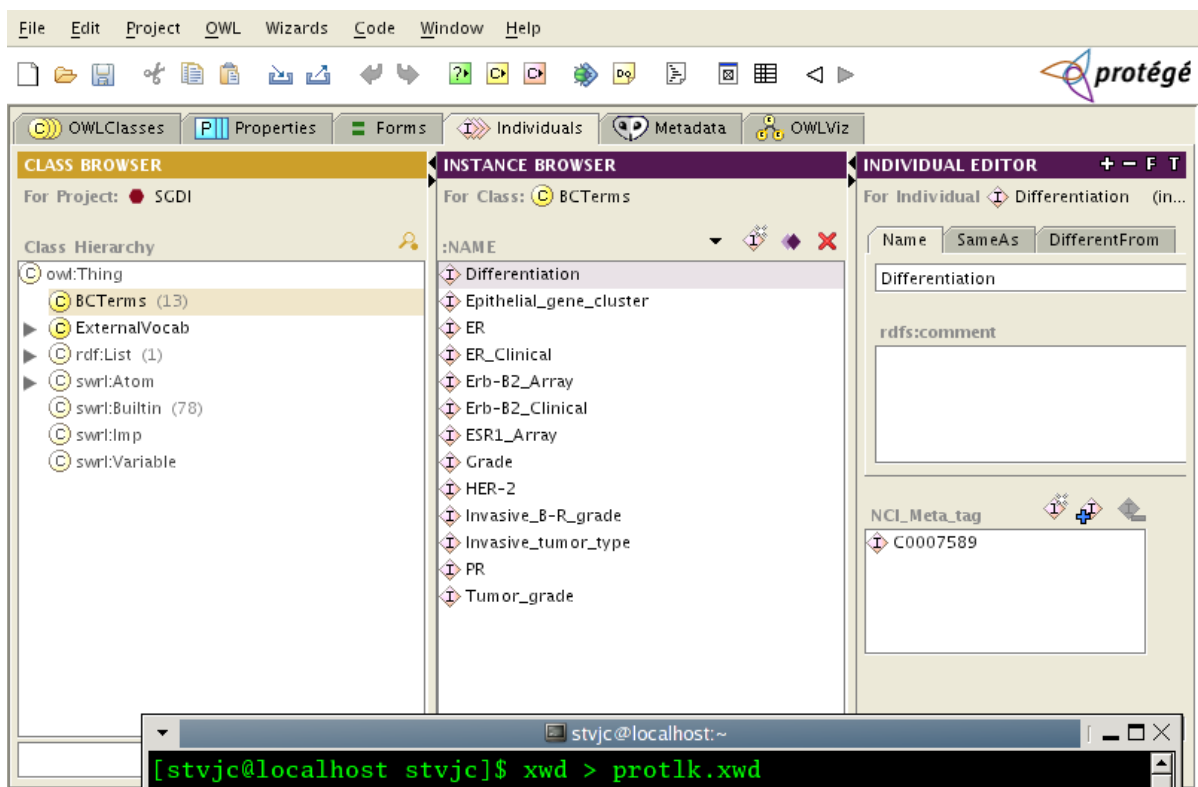 File Edit Project OWL Wizards Code Window Help
protégé
OWLClasses Properties Forms Individuals Metadata OWLViz
CLASS BROWSER
For Project: SGDI
Class Hierarchy
owl:Thing
BCTerms (13)
ExternalVocab
rdf:List (1)
swrl:Atom
swrl:Builtin (78)
swrl:Imp
swrl:Variable
INSTANCE BROWSER
For Class: BCTerms
:NAME
Differentiation
Epithelial_gene_cluster
ER
ER_Clinical
Erb-B2_Array
Erb-B2_Clinical
ESR1_Array
Grade
HER-2
Invasive_B-R_grade
Invasive_tumor_type
PR
Tumor_grade
INDIVIDUAL EDITOR + − F T
For Individual Differentiation (in...
Name SameAs DifferentFrom
Differentiation
rdfs:comment
NCI_Meta_tag
C0007589
stvjc@localhost:~
[stvjc@localhost stvjc]$ xwd > protlk.xwd